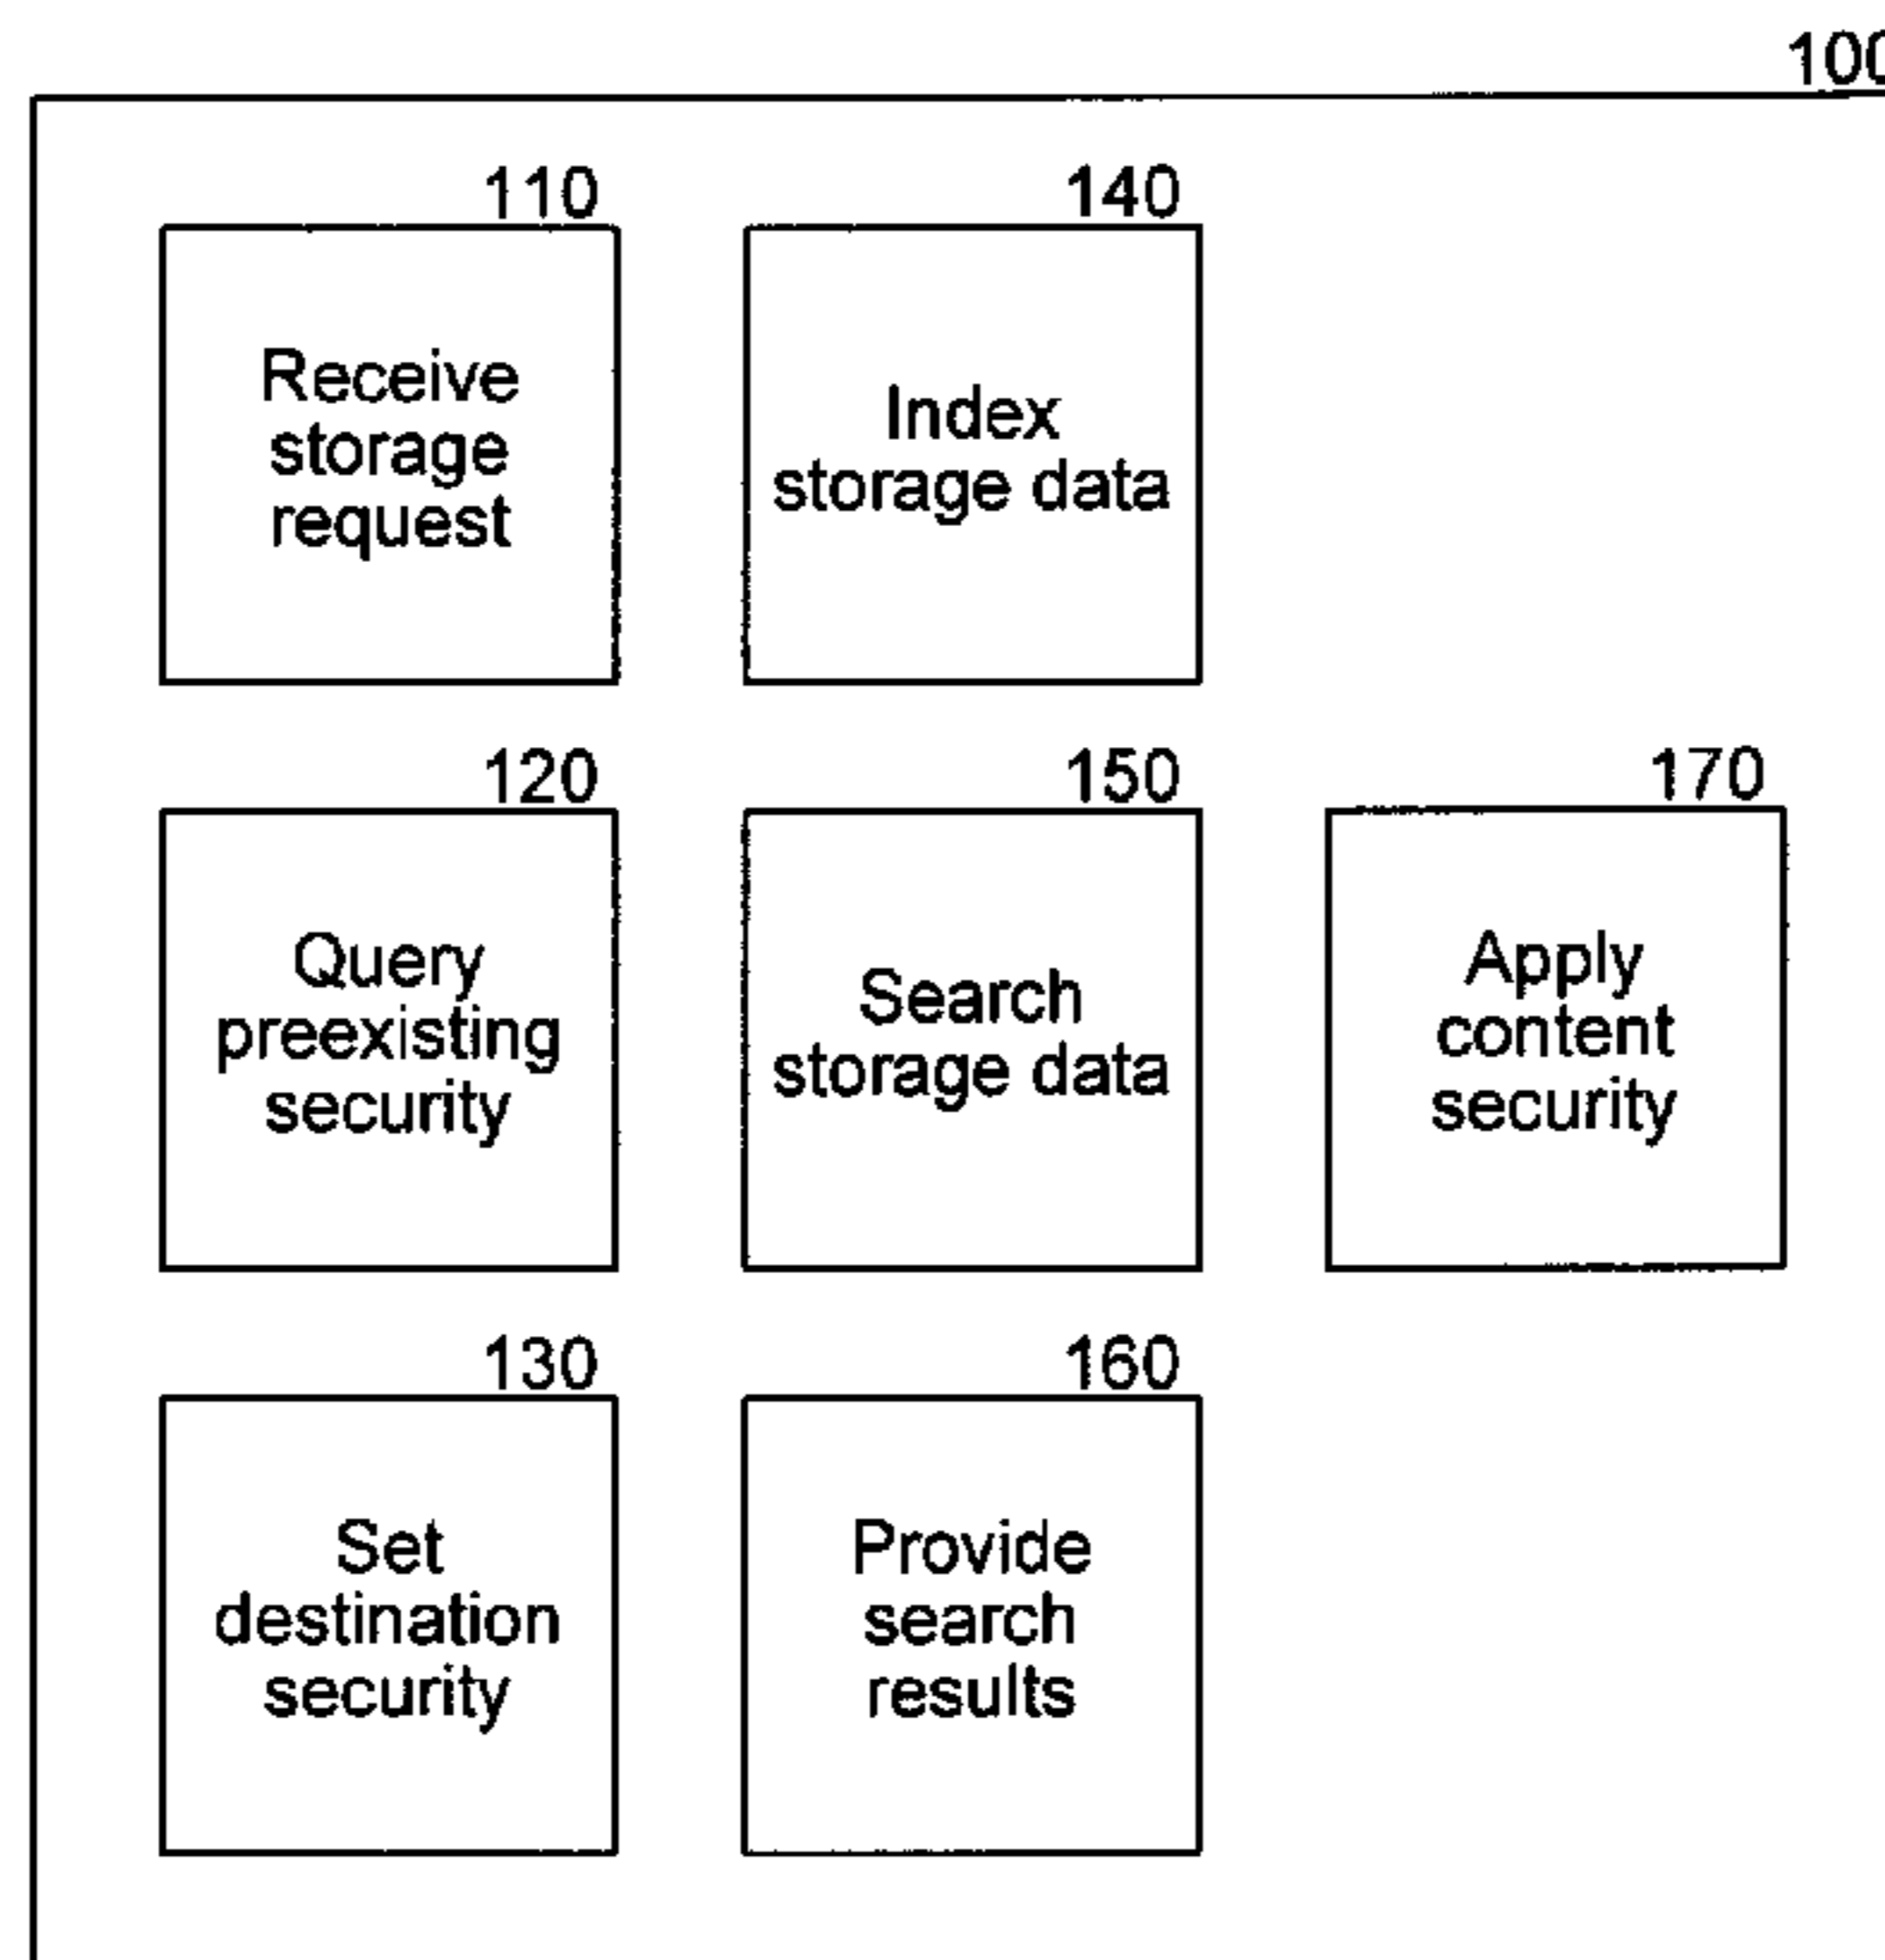 100
110
Receive
storage
request
140
Index
storage data
120
Query
preexisting
security
150
Search
storage data
170
Apply
content
security
130
Set
destination
security
160
Provide
search
results